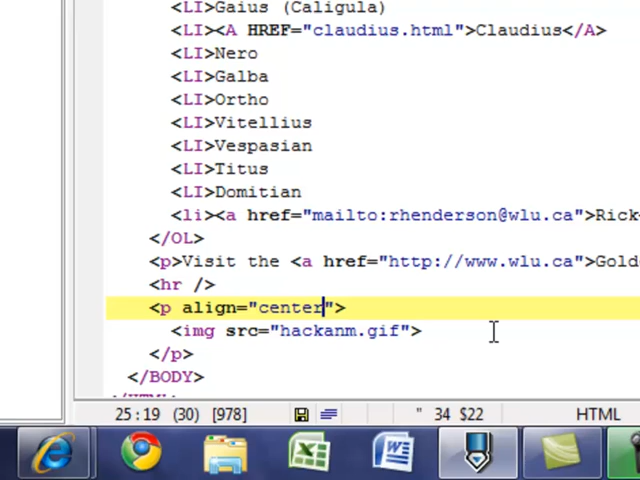 <LI>Gaius (Caligula)
<LI><A HREF="claudius.html">Claudius</A>
<LI>Nero
<LI>Galba
<LI>Ortho
<LI>Vitellius
<LI>Vespasian
<LI>Titus
<LI>Domitian
<li><a href="mailto:rhenderson@wlu.ca">Rick
</OL>
<p>Visit the <a href="http://www.wlu.ca">Gold
<hr />
<p align="center">
<img src="hackanm.gif">
</p>
</BODY>
</HTML>
25:19 (30) [978] " 34 $22 HTML